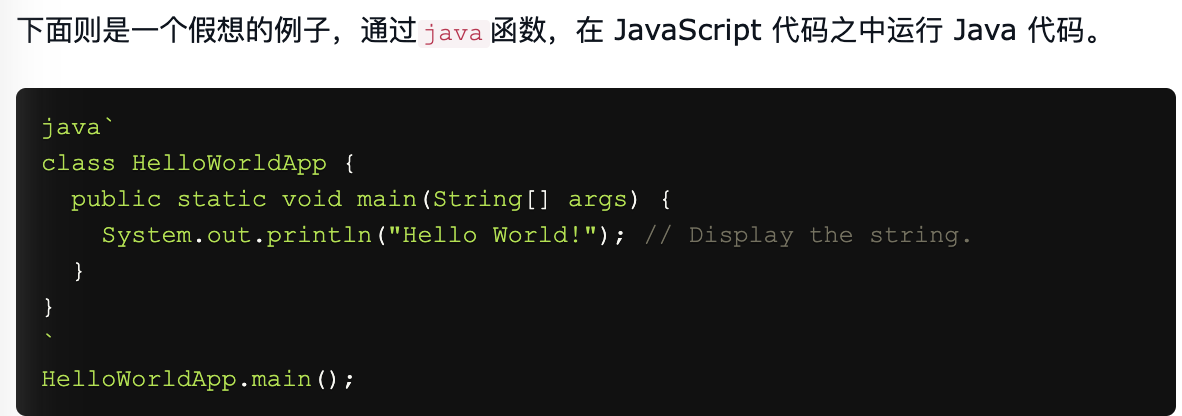 下面则是一个假想的例子，通过java函数，在 JavaScript 代码之中运行 Java 代码。
java`
class HelloWorldApp {
  public static void main(String[] args) {
    System.out.println("Hello World!"); // Display the string.
  }
}
`
HelloWorldApp.main();